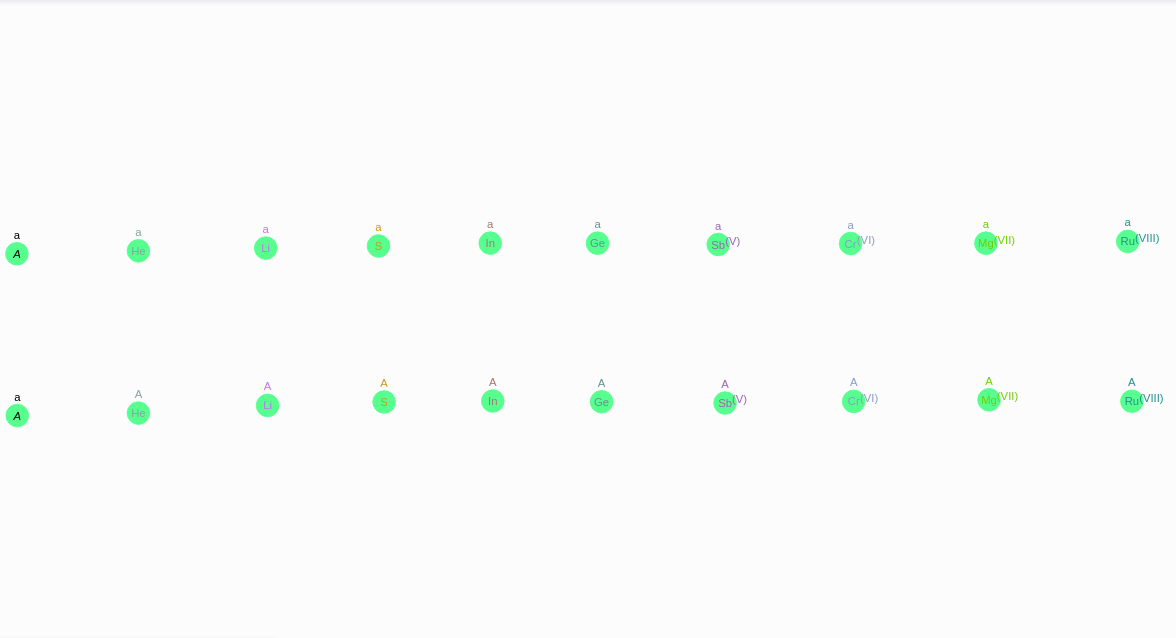 a a a a a a a a a a
A He Li S In Ge Sb(V) Cr(VI) Mg(VII) Ru(VIII)
a A A A A A A A A A
A He Li S In Ge Sb(V) Cr(VI) Mg(VII) Ru(VIII)